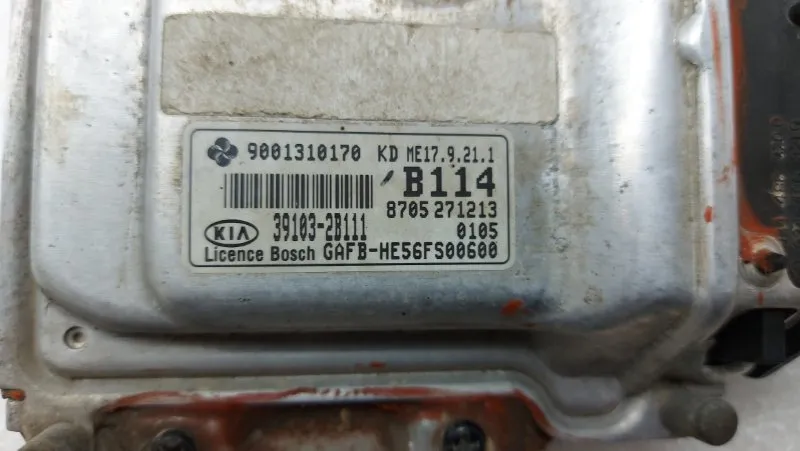 9001310170 KD ME17.9.21.1
B114
8705 271213
KIA 39103-2B111 0105
Licence Bosch GAFB-HE56FS00600